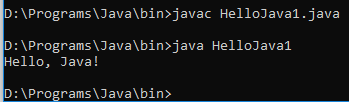 D:\Programs\Java\bin>javac HelloJava1.java
D:\Programs\Java\bin>java HelloJava1
Hello, Java!
D:\Programs\Java\bin>